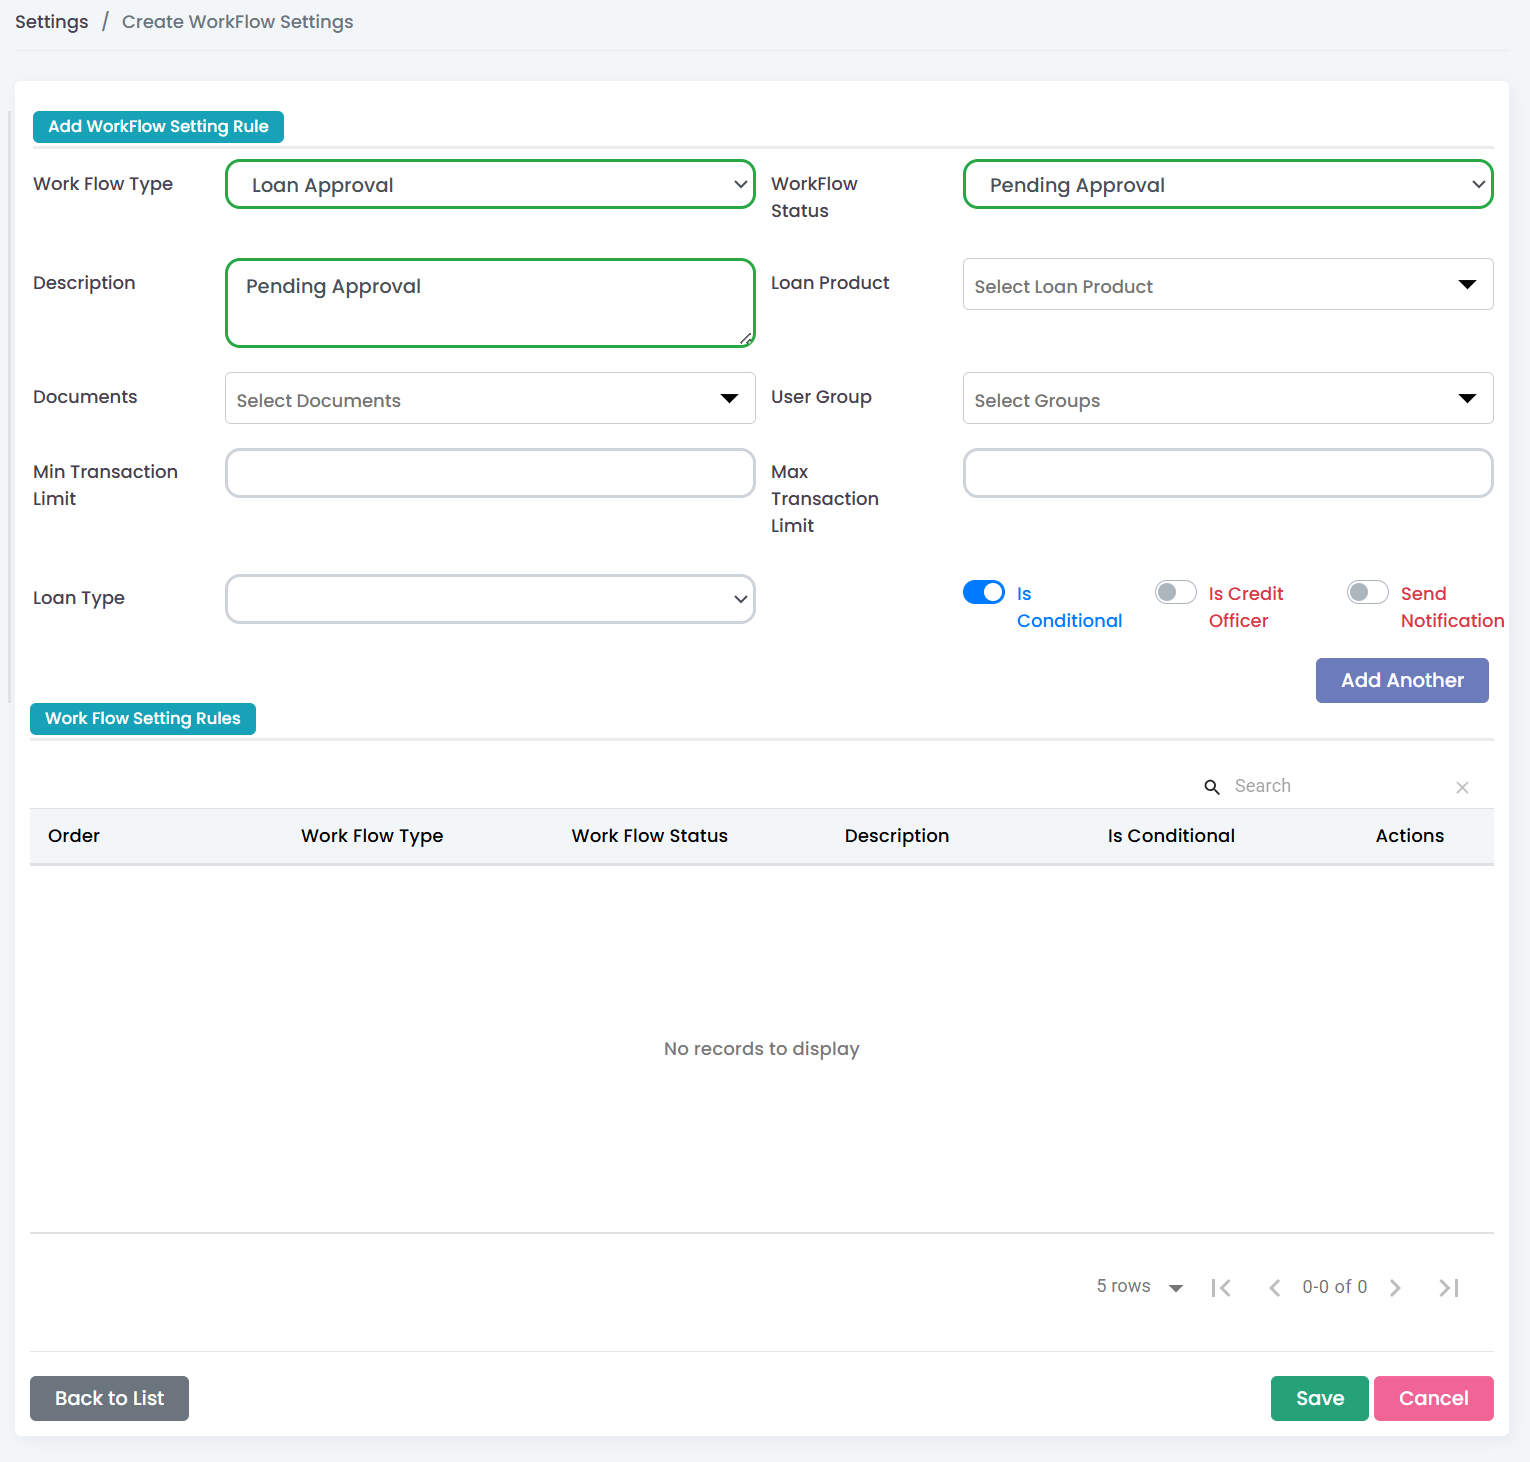 Settings / Create WorkFlow Settings
Add WorkFlow Setting Rule
Work Flow Type
Loan Approval
WorkFlow
Status
Pending Approval
Description
Pending Approval
Loan Product
Select Loan Product
Documents
Select Documents
User Group
Select Groups
Min Transaction
Limit
Max
Transaction
Limit
Loan Type
Is
Conditional
Is Credit
Officer
Send
Notification
Add Another
Work Flow Setting Rules
Search
Order Work Flow Type Work Flow Status Description Is Conditional Actions
No records to display
5 rows 0-0 of 0
Back to List Save Cancel